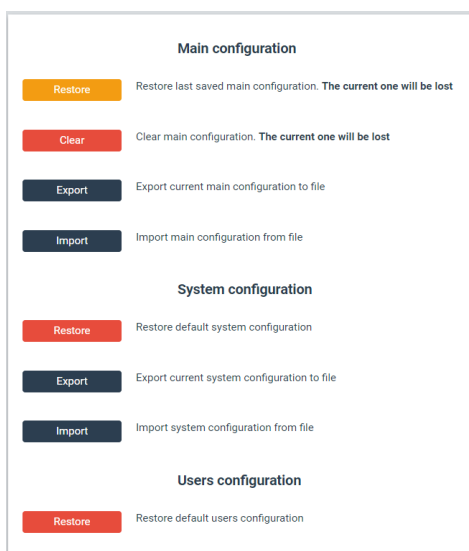 Main configuration
Restore Restore last saved main configuration. The current one will be lost
Clear Clear main configuration. The current one will be lost
Export Export current main configuration to file
Import Import main configuration from file
System configuration
Restore Restore default system configuration
Export Export current system configuration to file
Import Import system configuration from file
Users configuration
Restore Restore default users configuration